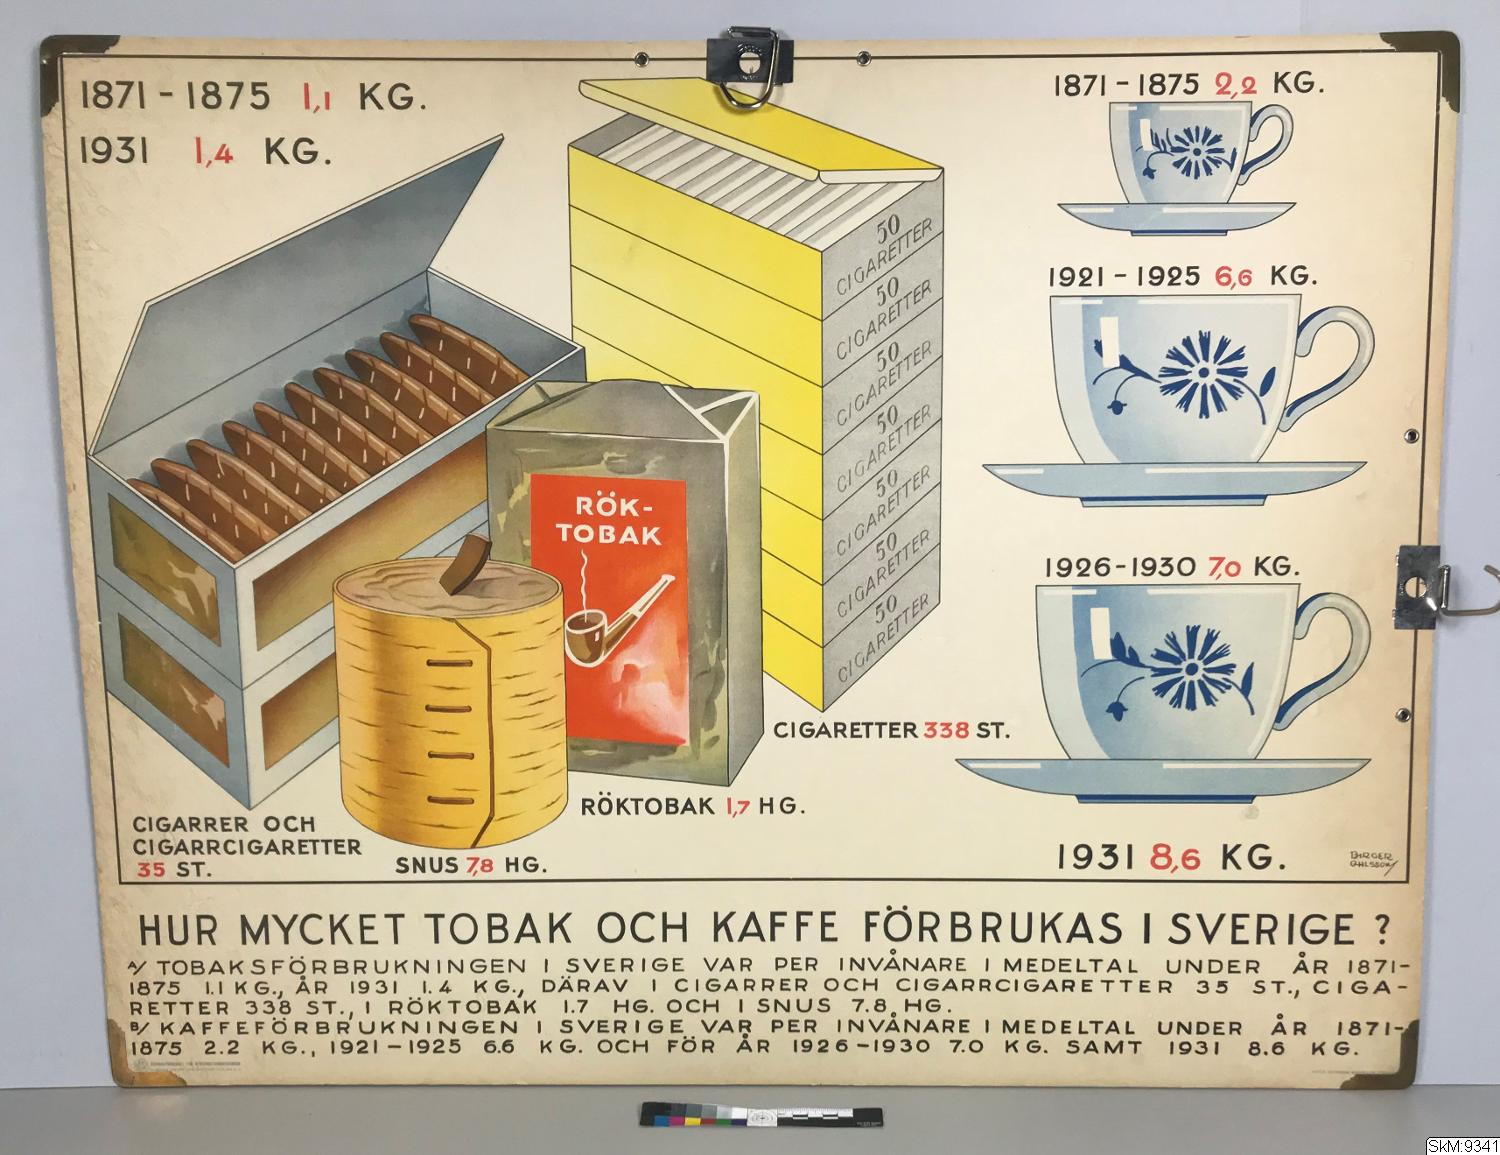 1871-1875 1,1 KG.
1931 1,4 KG.
1871-1875 2,2 KG.
50
CIGARETTER
50
CIGARETTER
50
CIGARETTER
50
CIGARETTER
50
CIGARETTER
50
CIGARETTER
50
CIGARETTER
1921-1925 6,6 KG.
RÖK-
TOBAK
1926-1930 7,0 KG.
CIGARETTER 338 ST.
RÖKTOBAK 1,7 HG.
CIGARRER OCH
CIGARRCIGARETTER
35 ST.
SNUS 7,8 HG.
1931 8,6 KG.
BIRGER
OHLSSON
HUR MYCKET TOBAK OCH KAFFE FÖRBRUKAS I SVERIGE ?
A/ TOBAKSFÖRBRUKNINGEN I SVERIGE VAR PER INVÅNARE I MEDELTAL UNDER ÅR 1871-
1875 1.1 KG., ÅR 1931 1.4 KG., DÄRAV I CIGARRER OCH CIGARRCIGARETTER 35 ST., CIGA-
RETTER 338 ST., I RÖKTOBAK 1.7 HG. OCH I SNUS 7.8 HG.
B/ KAFFEFÖRBRUKNINGEN I SVERIGE VAR PER INVÅNARE I MEDELTAL UNDER ÅR 1871-
1875 2.2 KG., 1921-1925 6.6 KG. OCH FÖR ÅR 1926-1930 7.0 KG. SAMT 1931 8.6 KG.
SkM:9341